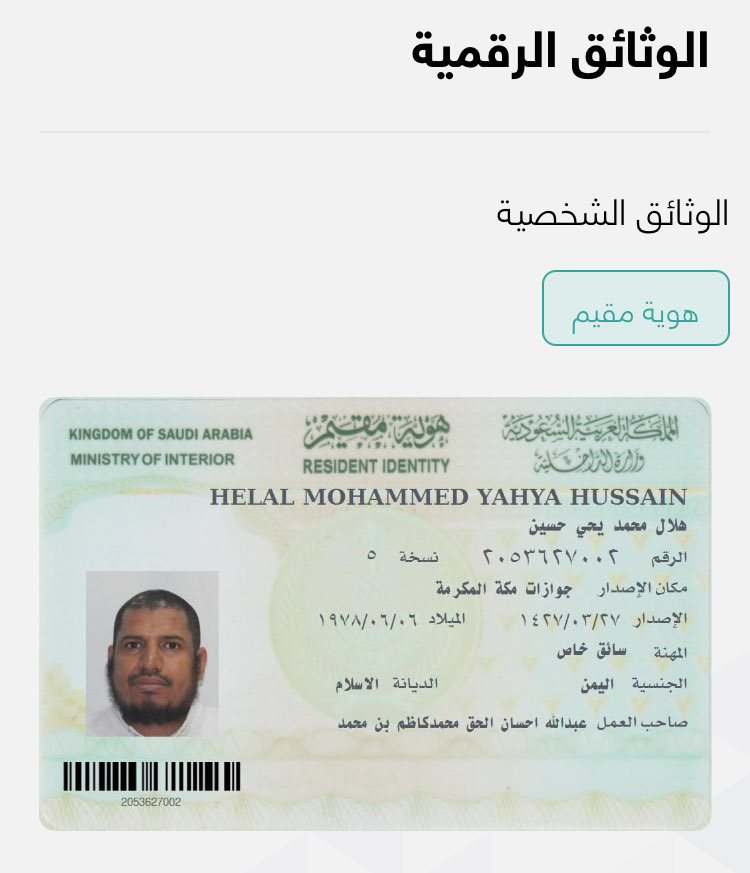 الوثائق الرقمية
الوثائق الشخصية
هوية مقيم
المملكة العربية السعودية هوية مقيم KINGDOM OF SAUDI ARABIA
وزارة الداخلية RESIDENT IDENTITY MINISTRY OF INTERIOR
HELAL MOHAMMED YAHYA HUSSAIN
هلال محمد يحي حسين
الرقم ٢٠٥٣٦٢٧٠٠٢ نسخة ٥
مكان الإصدار جوازات مكة المكرمة
الإصدار ١٤٢٧/٠٣/٢٧ الميلاد ١٩٧٨/٠٦/٠٦
المهنة سائق خاص
الجنسية اليمن الديانة الاسلام
صاحب العمل عبدالله احسان الحق محمدكاظم بن محمد
KSA KSA
2053627002